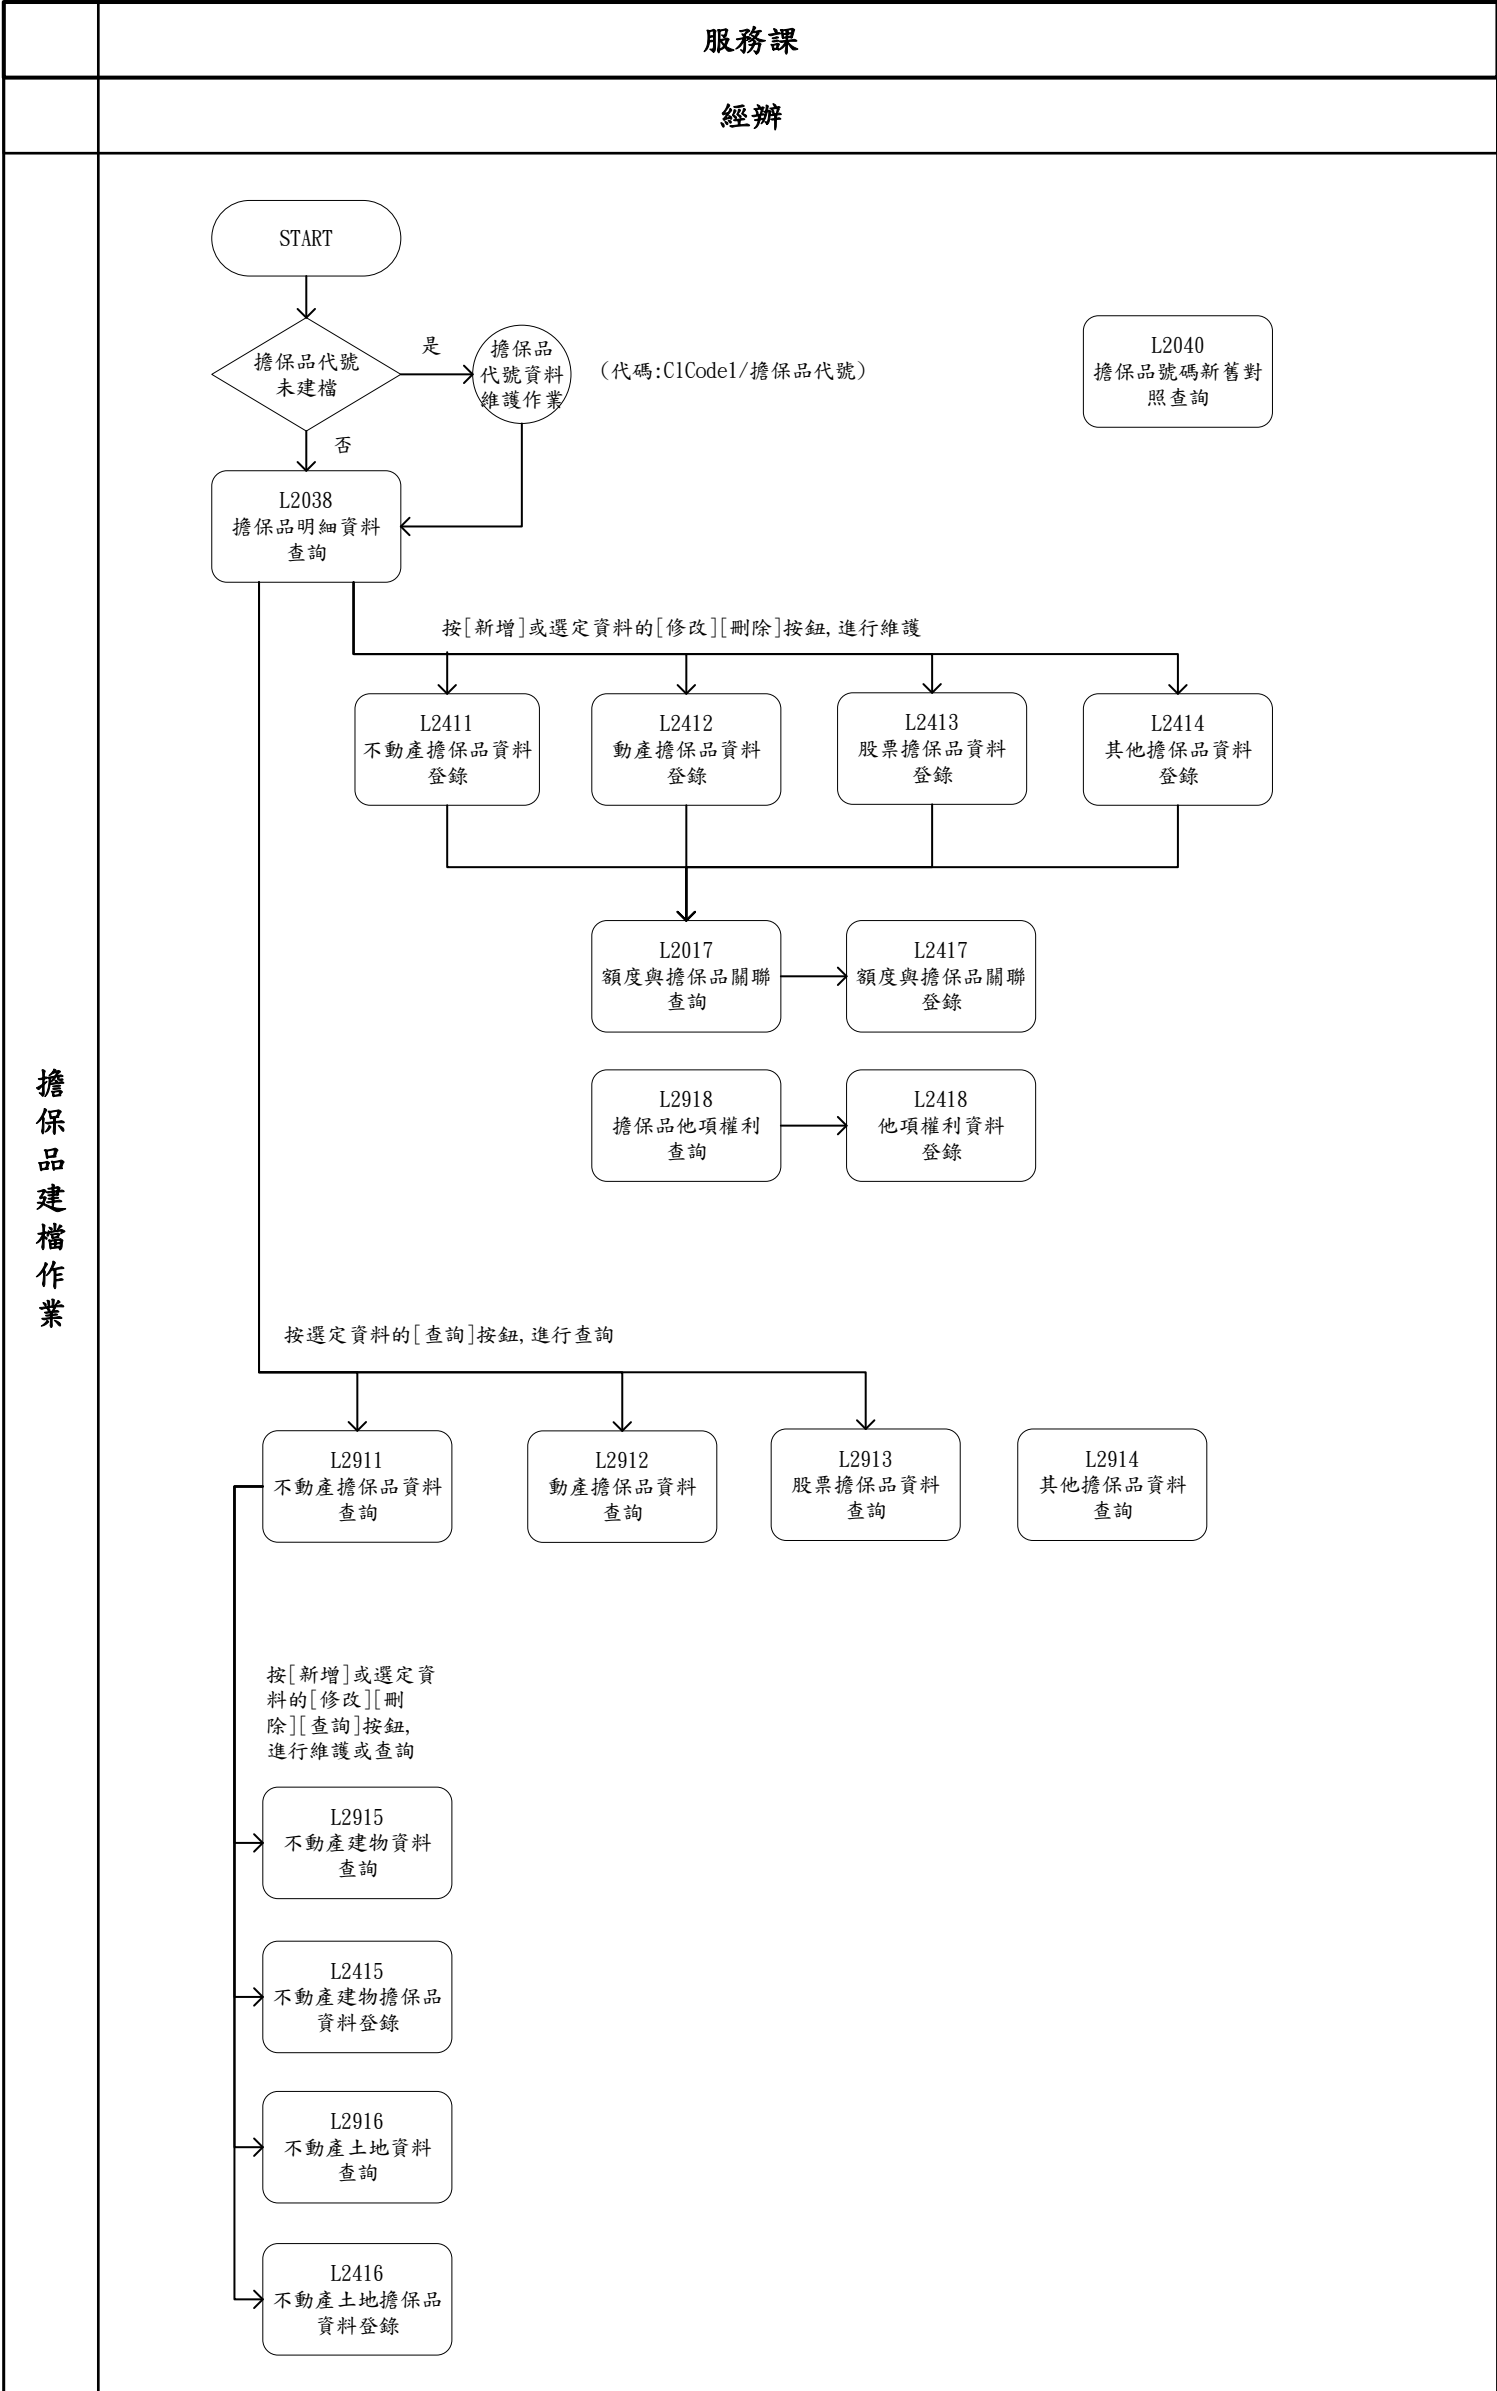 服務課
經辦
擔
保
品
建
檔
作
業
START
擔保品代號
未建檔
是
擔保品
代號資料
維護作業
(代碼:ClCode1/擔保品代號)
L2040
擔保品號碼新舊對
照查詢
否
L2038
擔保品明細資料
查詢
按[新增]或選定資料的[修改][刪除]按鈕,進行維護
L2411
不動產擔保品資料
登錄
L2412
動產擔保品資料
登錄
L2413
股票擔保品資料
登錄
L2414
其他擔保品資料
登錄
L2017
額度與擔保品關聯
查詢
L2417
額度與擔保品關聯
登錄
L2918
擔保品他項權利
查詢
L2418
他項權利資料
登錄
按選定資料的[查詢]按鈕,進行查詢
L2911
不動產擔保品資料
查詢
L2912
動產擔保品資料
查詢
L2913
股票擔保品資料
查詢
L2914
其他擔保品資料
查詢
按[新增]或選定資
料的[修改][刪
除][查詢]按鈕,
進行維護或查詢
L2915
不動產建物資料
查詢
L2415
不動產建物擔保品
資料登錄
L2916
不動產土地資料
查詢
L2416
不動產土地擔保品
資料登錄